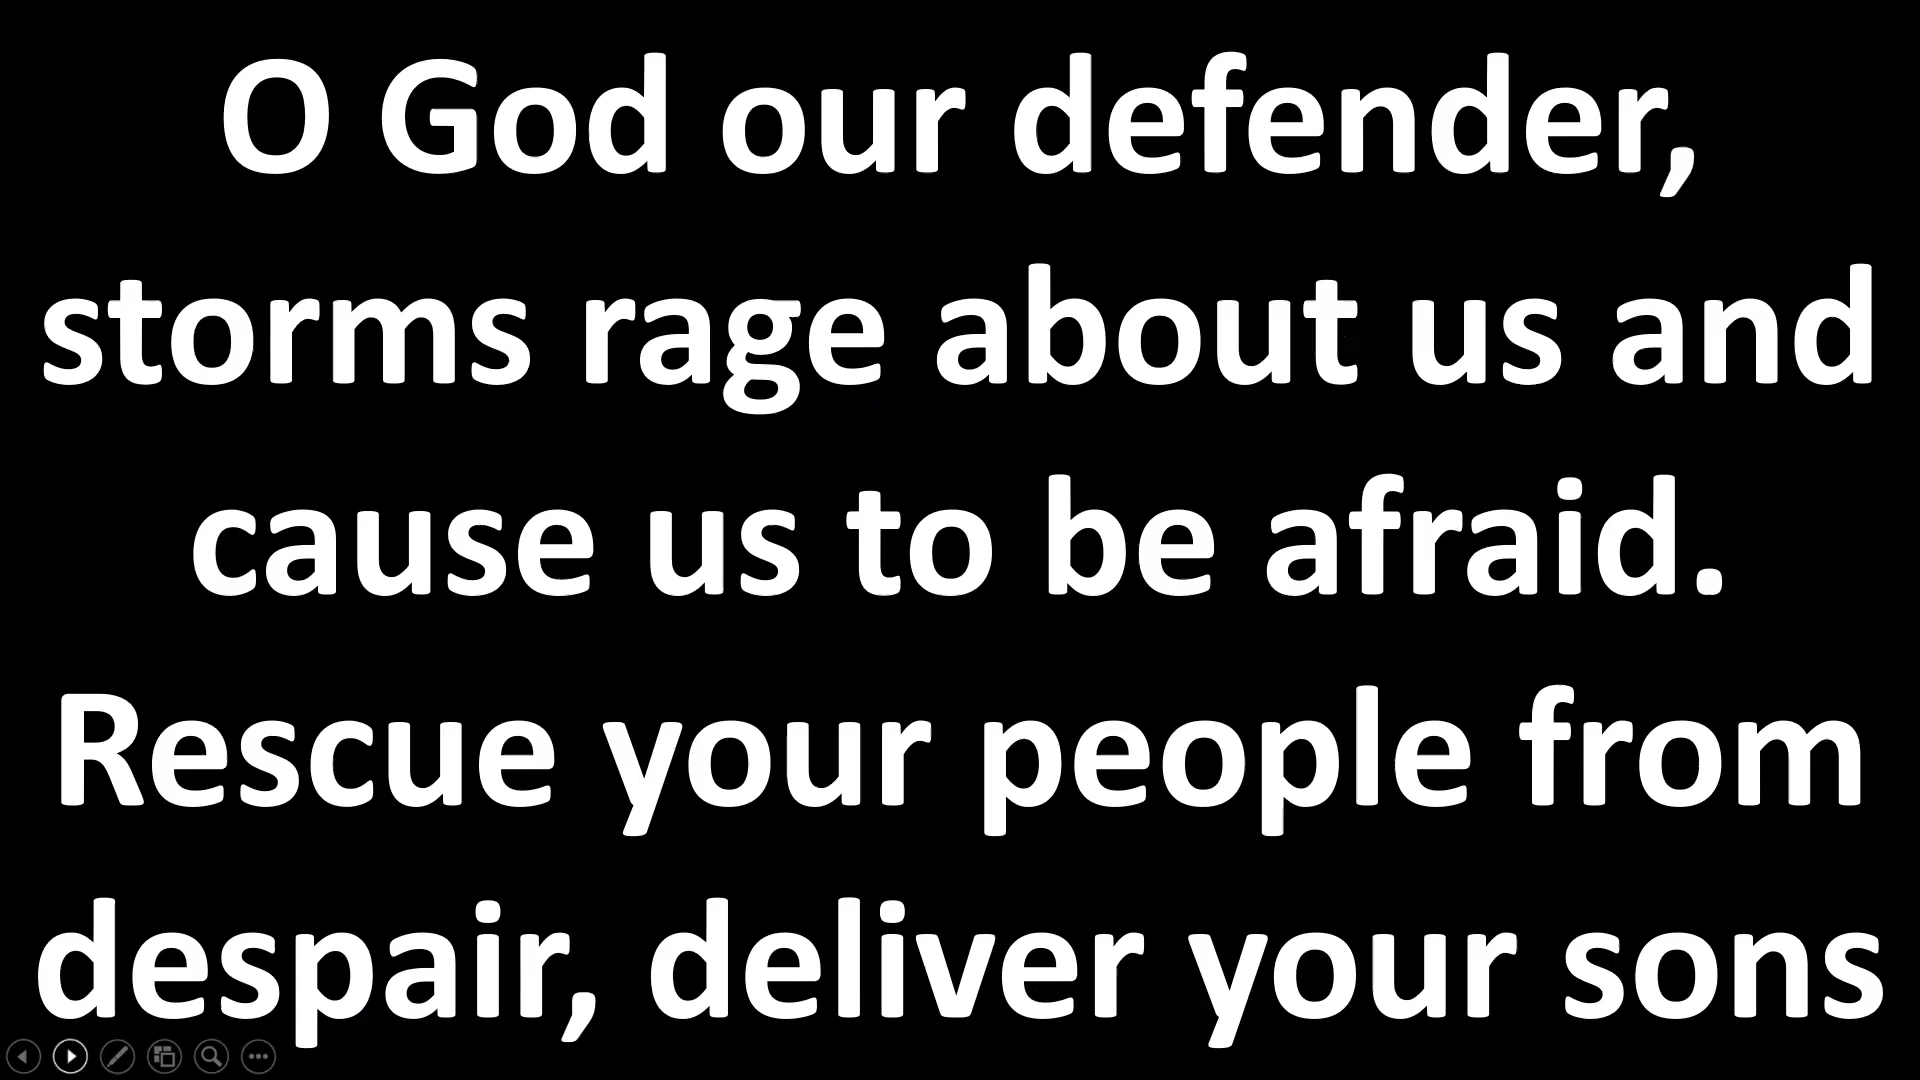 O God our defender,
storms rage about us and
cause us to be afraid.
Rescue your people from
despair, deliver your sons